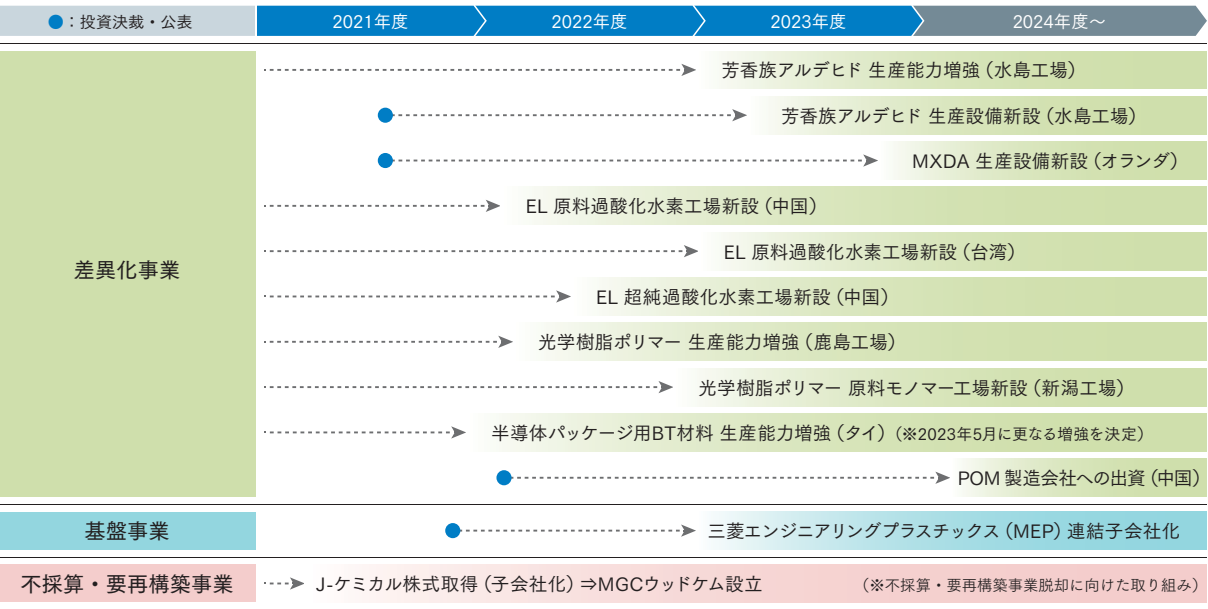 ●：投資決裁・公表 2021年度 2022年度 2023年度 2024年度～
差異化事業
芳香族アルデヒド 生産能力増強（水島工場）
芳香族アルデヒド 生産設備新設（水島工場）
MXDA 生産設備新設（オランダ）
EL 原料過酸化水素工場新設（中国）
EL 原料過酸化水素工場新設（台湾）
EL 超純過酸化水素工場新設（中国）
光学樹脂ポリマー 生産能力増強（鹿島工場）
光学樹脂ポリマー 原料モノマー工場新設（新潟工場）
半導体パッケージ用BT材料 生産能力増強（タイ）（※2023年5月に更なる増強を決定）
POM 製造会社への出資（中国）
基盤事業 三菱エンジニアリングプラスチックス（MEP）連結子会社化
不採算・要再構築事業 J-ケミカル株式取得（子会社化）⇒MGCウッドケム設立 （※不採算・要再構築事業脱却に向けた取り組み）